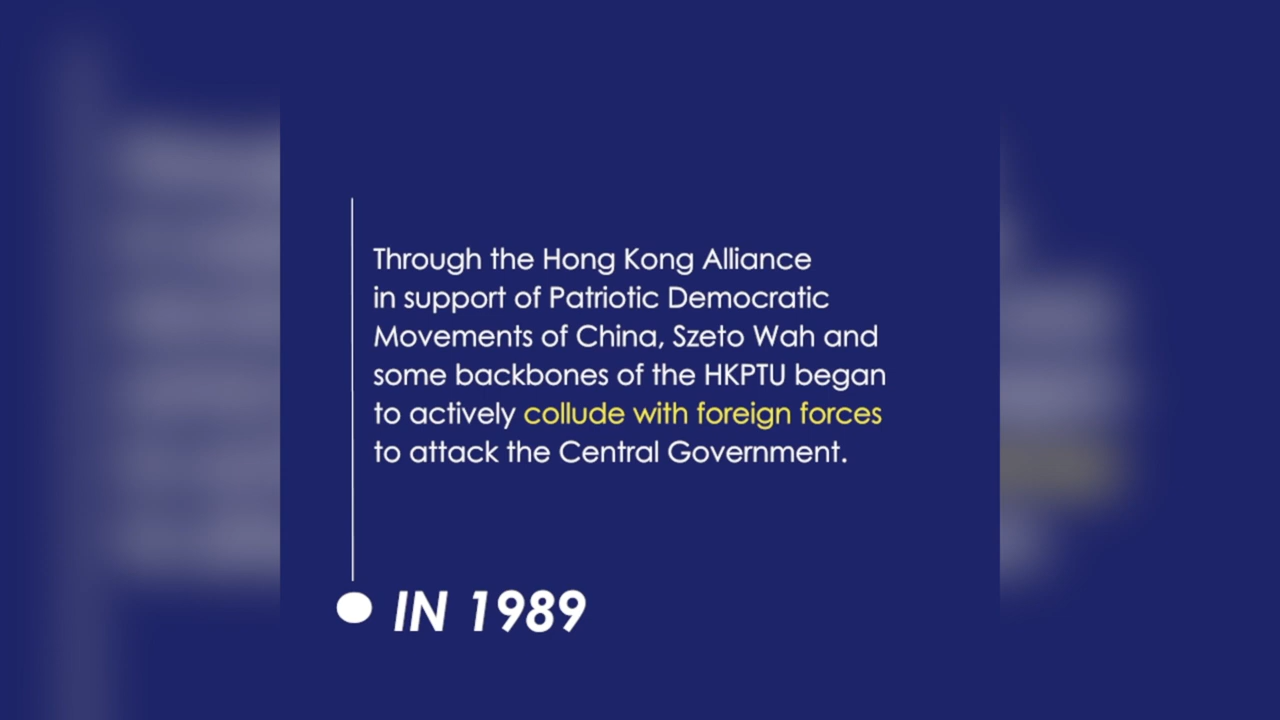 Through the Hong Kong Alliance
in support of Patriotic Democratic
Movements of China, Szeto Wah and
some backbones of the HKPTU began
to actively collude with foreign forces
to attack the Central Government.
IN 1989